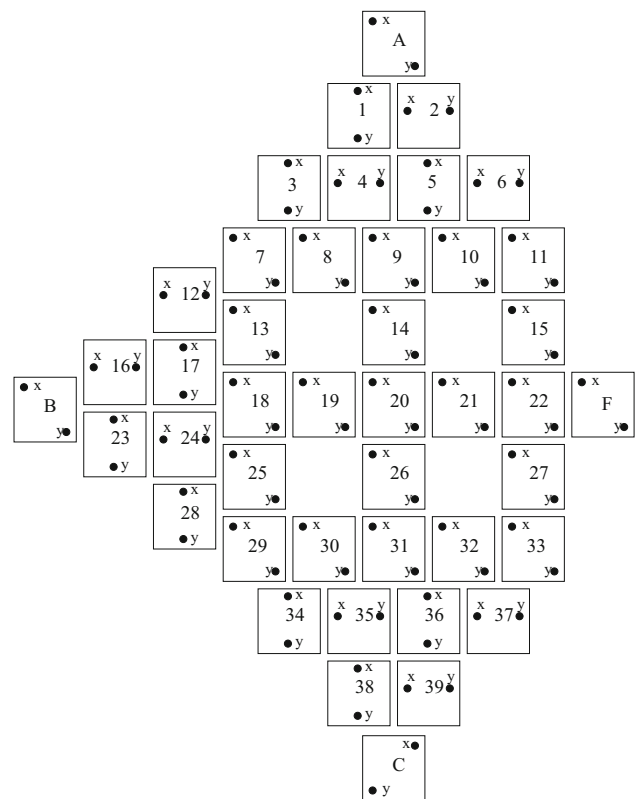 x
A
y
x x y
1 2
y
x x y x x y
3 4 5 6
y y
x x x x x
7 8 9 10 11
y y y y y
x 12 y
x x x
13 14 15
y y y
x 16 y x
17
y
x x x x x x x
B 18 19 20 21 22 F
y y y y y y y
x x y
23 24
y
x x x
25 26 27
y y y
x
28
y
x x x x x
29 30 31 32 33
y y y y y
x x y x x y
34 35 36 37
y y
x x y
38 39
y
x
C
y